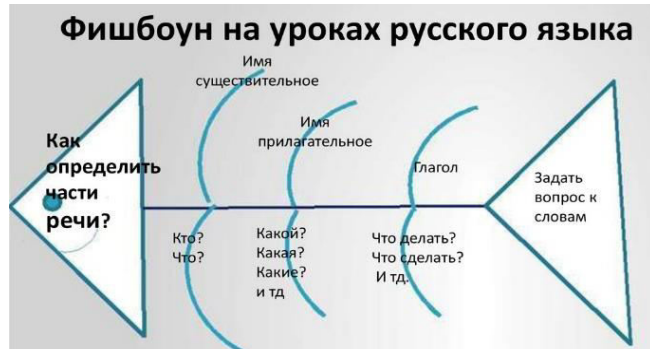 Фишбоун на уроках русского языка
Имя
существительное
Имя
прилагательное
Глагол
Как
определить
части
речи?
Кто?
Что?
Какой?
Какая?
Какие?
и тд
Что делать?
Что сделать?
И тд.
Задать
вопрос к
словам